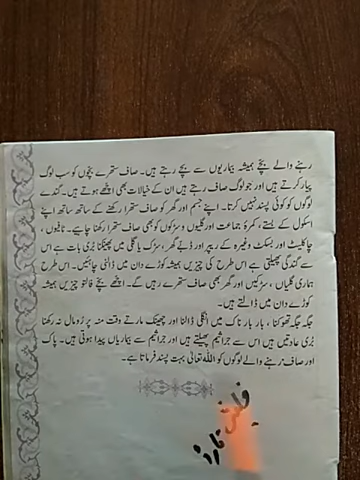 رہنے والے بچے ہمیشہ بیماریوں سے بچے رہتے ہیں۔ صاف ستھرے بچوں کو سب لوگ
پیار کرتے ہیں اور جو لوگ صاف رہتے ہیں ان کے خیالات بھی اچھے ہوتے ہیں۔ گندے
لوگوں کو کوئی پسند نہیں کرتا۔ اپنے جسم اور گھر کو صاف ستھرا رکھنے کے ساتھ ساتھ اپنے
اسکول کے بستے، کمرۂ جماعت اور گلیوں و سڑکوں کو بھی صاف ستھرا رکھنا چاہیے۔ ٹافیوں،
چاکلیٹ اور بسکٹ وغیرہ کے ریپر اور ڈبے گھر، سڑک یا گلی میں پھینکنا بُری بات ہے اس
سے گندگی پھیلتی ہے اس طرح کی چیزیں ہمیشہ کوڑے دان میں ڈالنی چاہئیں۔ اس طرح
ہماری گلیاں، سڑکیں اور گھر بھی صاف ستھرے رہیں گے۔ اچھے بچے فالتو چیزیں ہمیشہ
کوڑے دان میں ڈالتے ہیں۔
جگہ جگہ تھوکنا، بار بار ناک میں انگلی ڈالنا اور چھینک مارتے وقت منہ پر رُومال نہ رکھنا
بُری عادتیں ہیں اس سے جراثیم پھیلتے ہیں اور جراثیم سے بیماریاں پیدا ہوتی ہیں۔ پاک
اور صاف رہنے والے لوگوں کو اللہ تعالیٰ بہت پسند فرماتا ہے۔